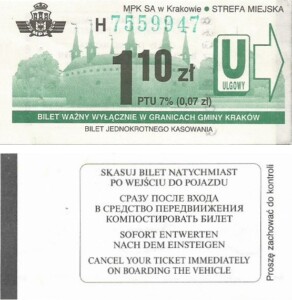 MPK SA w Krakowie • STREFA MIEJSKA
H 7559947
1 10 zł
U
ULGOWY
PTU 7% (0,07 zł)
BILET WAŻNY WYŁĄCZNIE W GRANICACH GMINY KRAKÓW
BILET JEDNOKROTNEGO KASOWANIA
SKASUJ BILET NATYCHMIAST
PO WEJŚCIU DO POJAZDU
СРАЗУ ПОСЛЕ ВХОДА
В СРЕДСТВО ПЕРЕДВИЖЕНИЯ
КОМПОСТИРОВАТЬ БИЛЕТ
SOFORT ENTWERTEN
NACH DEM EINSTEIGEN
CANCEL YOUR TICKET IMMEDIATELY
ON BOARDING THE VEHICLE
Proszę zachować do kontroli